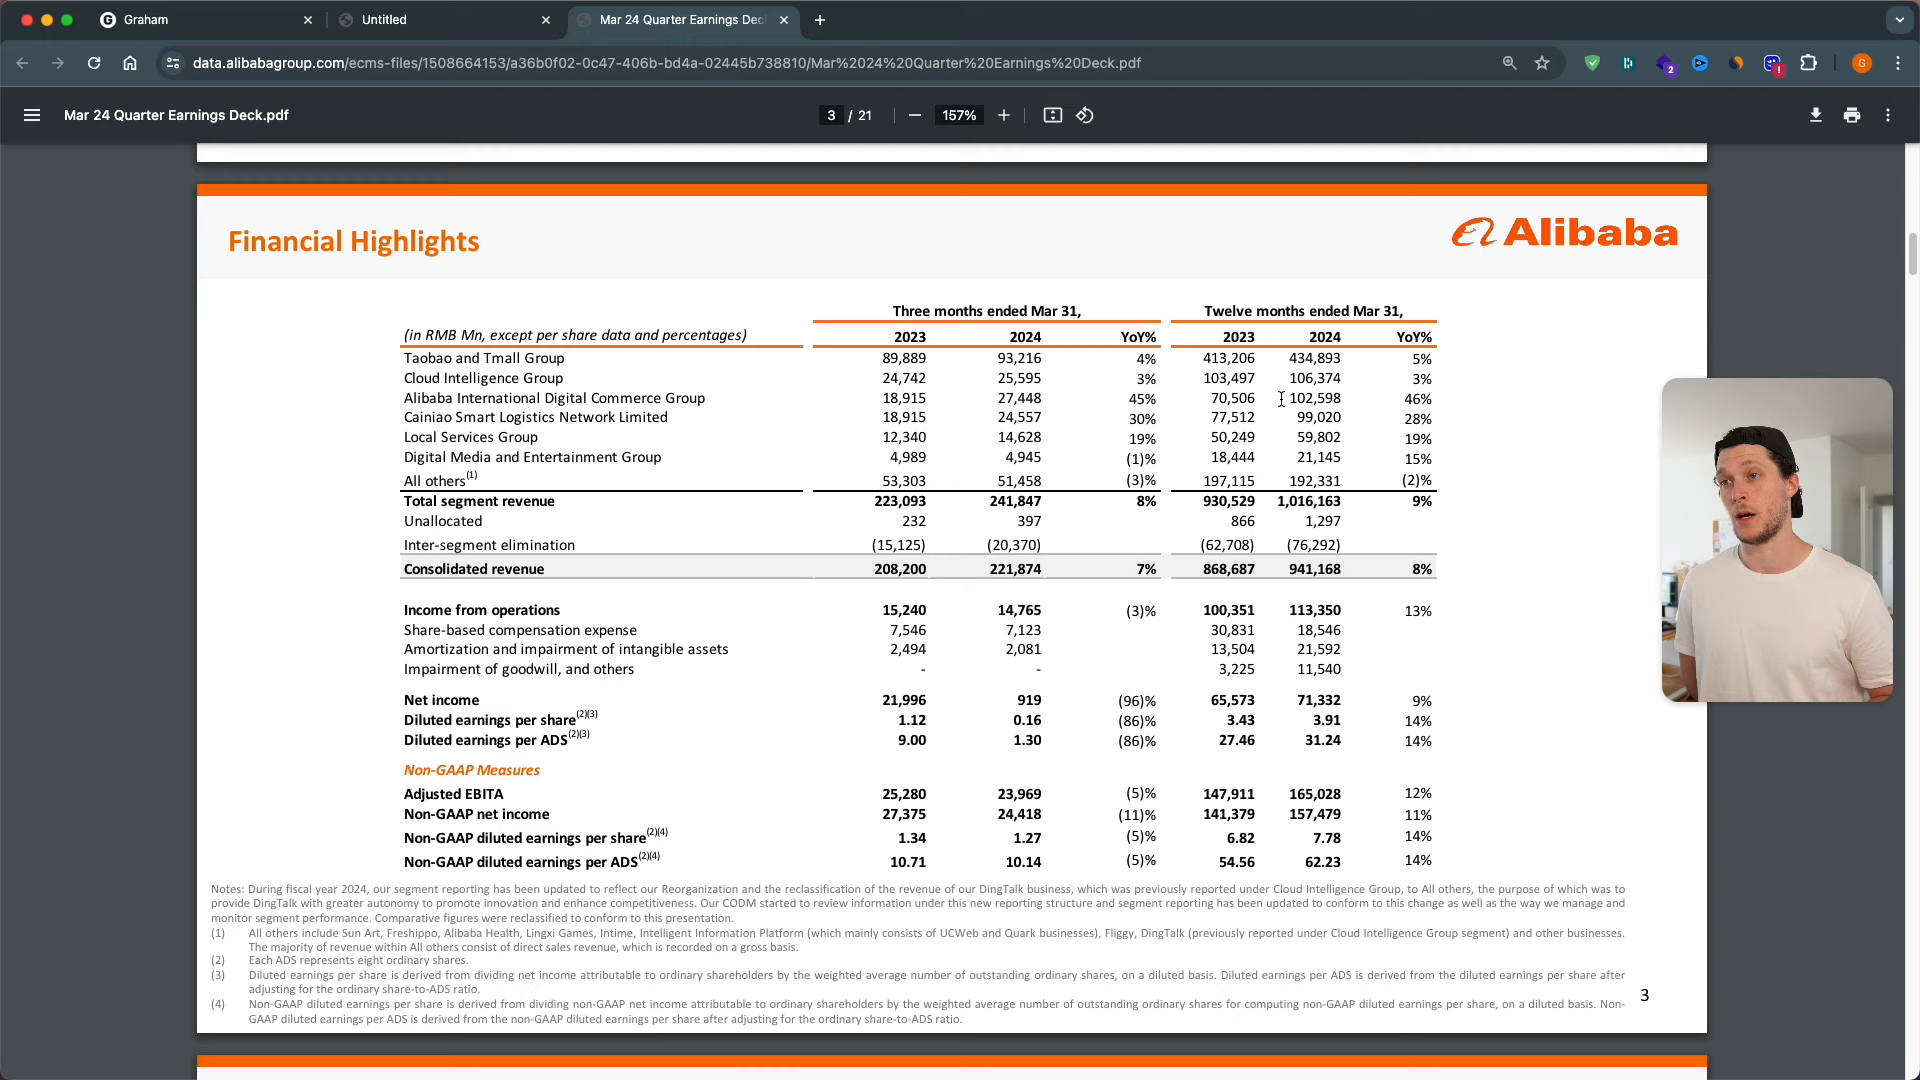 Graham
Untitled
Mar 24 Quarter Earnings Dec
data.alibabagroup.com/ecms-files/1508664153/a36b0f02-0c47-406b-bd4a-02445b738810/Mar%2024%20Quarter%20Earnings%20Deck.pdf
2
!
G
Mar 24 Quarter Earnings Deck.pdf
3 / 21
157%
Financial Highlights
Alibaba
Three months ended Mar 31, Twelve months ended Mar 31,
(in RMB Mn, except per share data and percentages) 2023 2024 YoY% 2023 2024 YoY%
Taobao and Tmall Group 89,889 93,216 4% 413,206 434,893 5%
Cloud Intelligence Group 24,742 25,595 3% 103,497 106,374 3%
Alibaba International Digital Commerce Group 18,915 27,448 45% 70,506 102,598 46%
Cainiao Smart Logistics Network Limited 18,915 24,557 30% 77,512 99,020 28%
Local Services Group 12,340 14,628 19% 50,249 59,802 19%
Digital Media and Entertainment Group 4,989 4,945 (1)% 18,444 21,145 15%
All others(1) 53,303 51,458 (3)% 197,115 192,331 (2)%
Total segment revenue 223,093 241,847 8% 930,529 1,016,163 9%
Unallocated 232 397 866 1,297
Inter-segment elimination (15,125) (20,370) (62,708) (76,292)
Consolidated revenue 208,200 221,874 7% 868,687 941,168 8%
Income from operations 15,240 14,765 (3)% 100,351 113,350 13%
Share-based compensation expense 7,546 7,123 30,831 18,546
Amortization and impairment of intangible assets 2,494 2,081 13,504 21,592
Impairment of goodwill, and others - - 3,225 11,540
Net income 21,996 919 (96)% 65,573 71,332 9%
Diluted earnings per share(2)(3) 1.12 0.16 (86)% 3.43 3.91 14%
Diluted earnings per ADS(2)(3) 9.00 1.30 (86)% 27.46 31.24 14%
Non-GAAP Measures
Adjusted EBITA 25,280 23,969 (5)% 147,911 165,028 12%
Non-GAAP net income 27,375 24,418 (11)% 141,379 157,479 11%
Non-GAAP diluted earnings per share(2)(4) 1.34 1.27 (5)% 6.82 7.78 14%
Non-GAAP diluted earnings per ADS(2)(4) 10.71 10.14 (5)% 54.56 62.23 14%
Notes: During fiscal year 2024, our segment reporting has been updated to reflect our Reorganization and the reclassification of the revenue of our DingTalk business, which was previously reported under Cloud Intelligence Group, to All others, the purpose of which was to
provide DingTalk with greater autonomy to promote innovation and enhance competitiveness. Our CODM started to review information under this new reporting structure and segment reporting has been updated to conform to this change as well as the way we manage and
monitor segment performance. Comparative figures were reclassified to conform to this presentation.
(1) All others include Sun Art, Freshippo, Alibaba Health, Lingxi Games, Intime, Intelligent Information Platform (which mainly consists of UCWeb and Quark businesses), Fliggy, DingTalk (previously reported under Cloud Intelligence Group segment) and other businesses.
The majority of revenue within All others consist of direct sales revenue, which is recorded on a gross basis.
(2) Each ADS represents eight ordinary shares.
(3) Diluted earnings per share is derived from dividing net income attributable to ordinary shareholders by the weighted average number of outstanding ordinary shares, on a diluted basis. Diluted earnings per ADS is derived from the diluted earnings per share after
adjusting for the ordinary share-to-ADS ratio.
(4) Non-GAAP diluted earnings per share is derived from dividing non-GAAP net income attributable to ordinary shareholders by the weighted average number of outstanding ordinary shares for computing non-GAAP diluted earnings per share, on a diluted basis. Non-
GAAP diluted earnings per ADS is derived from the non-GAAP diluted earnings per share after adjusting for the ordinary share-to-ADS ratio.
3